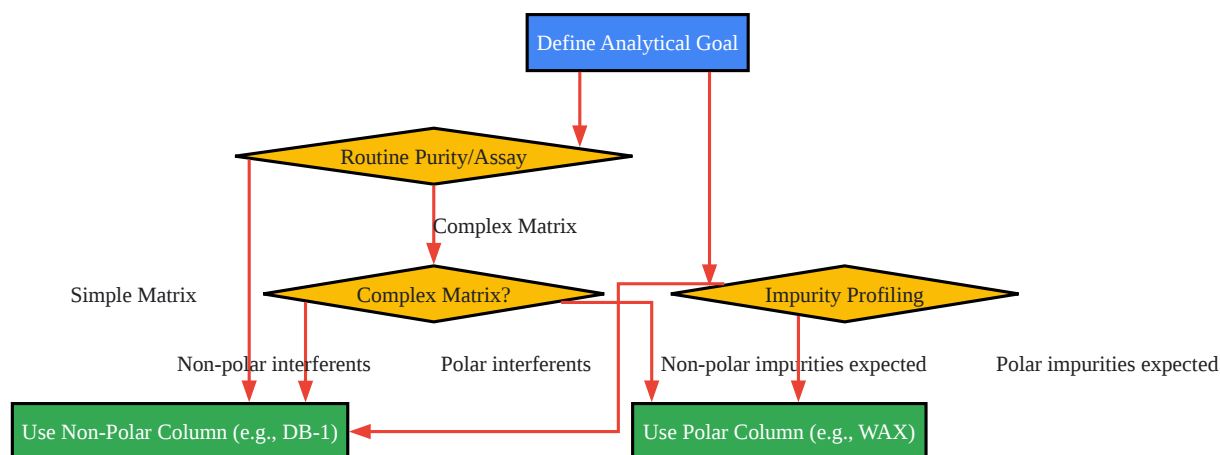 Define Analytical Goal
Routine Purity/Assay
Complex Matrix
Simple Matrix
Complex Matrix?
Impurity Profiling
Non-polar interferents
Polar interferents
Non-polar impurities expected
Polar impurities expected
Use Non-Polar Column (e.g., DB-1)
Use Polar Column (e.g., WAX)